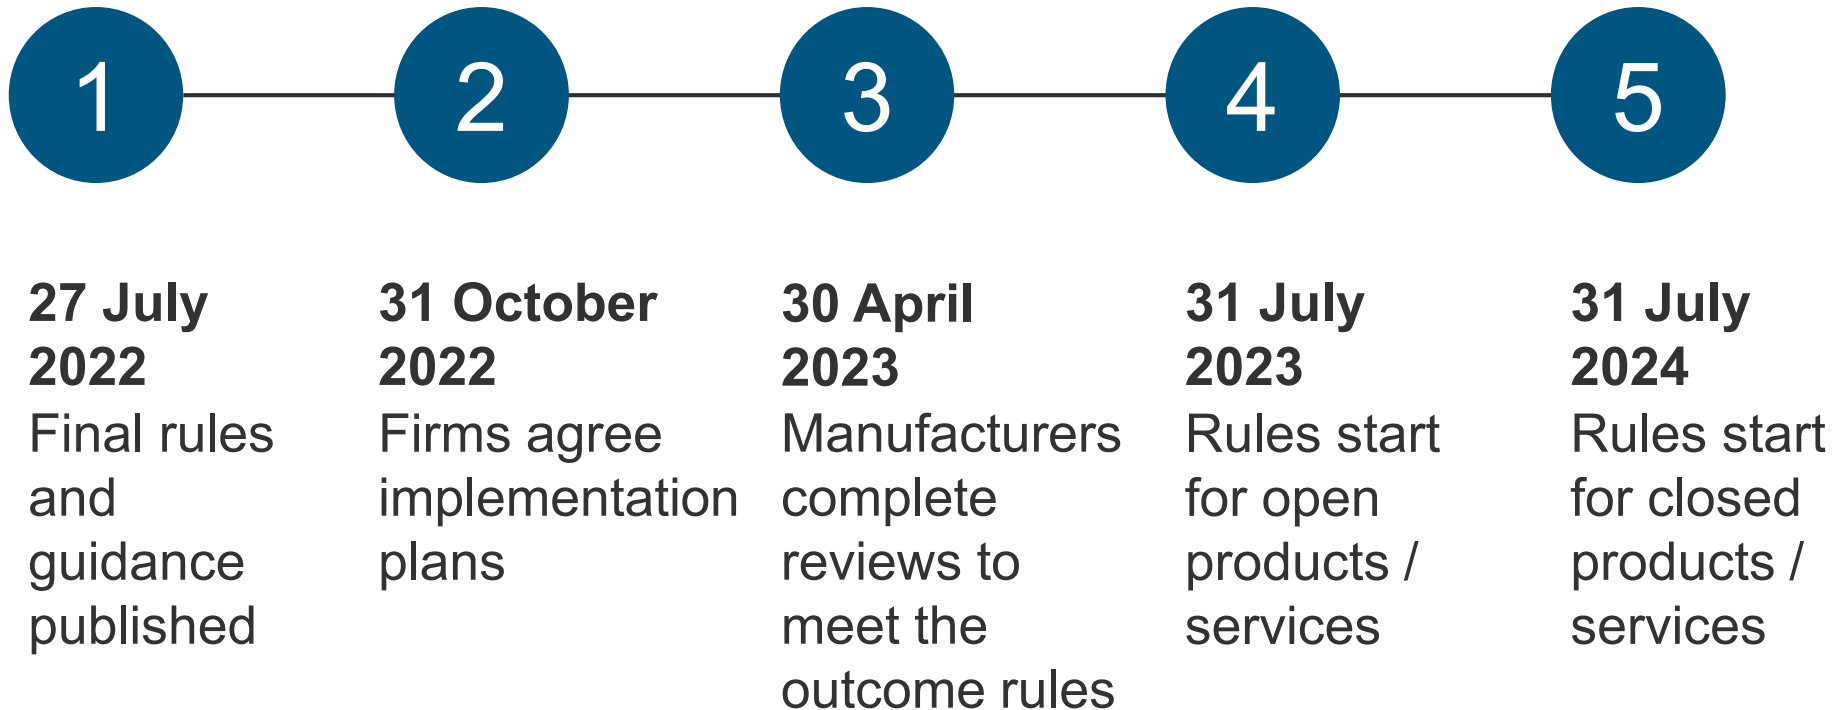 1
2
3
4
5
27 July
2022
Final rules
and
guidance
published
31 October
2022
Firms agree
implementation
plans
30 April
2023
Manufacturers
complete
reviews to
meet the
outcome rules
31 July
2023
Rules start
for open
products /
services
31 July
2024
Rules start
for closed
products /
services